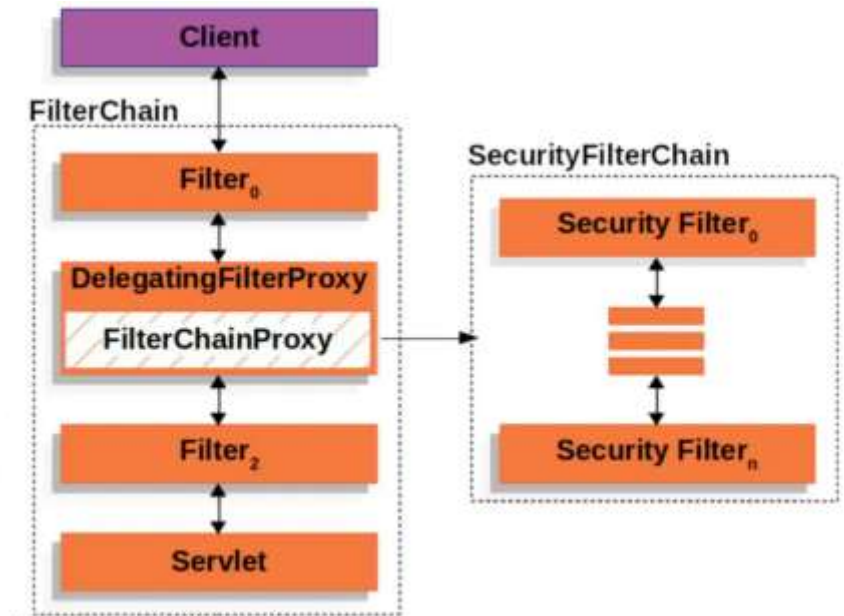 Client
FilterChain
Filter₀
DelegatingFilterProxy
FilterChainProxy
Filter₂
Servlet
SecurityFilterChain
Security Filter₀
Security Filterₙ